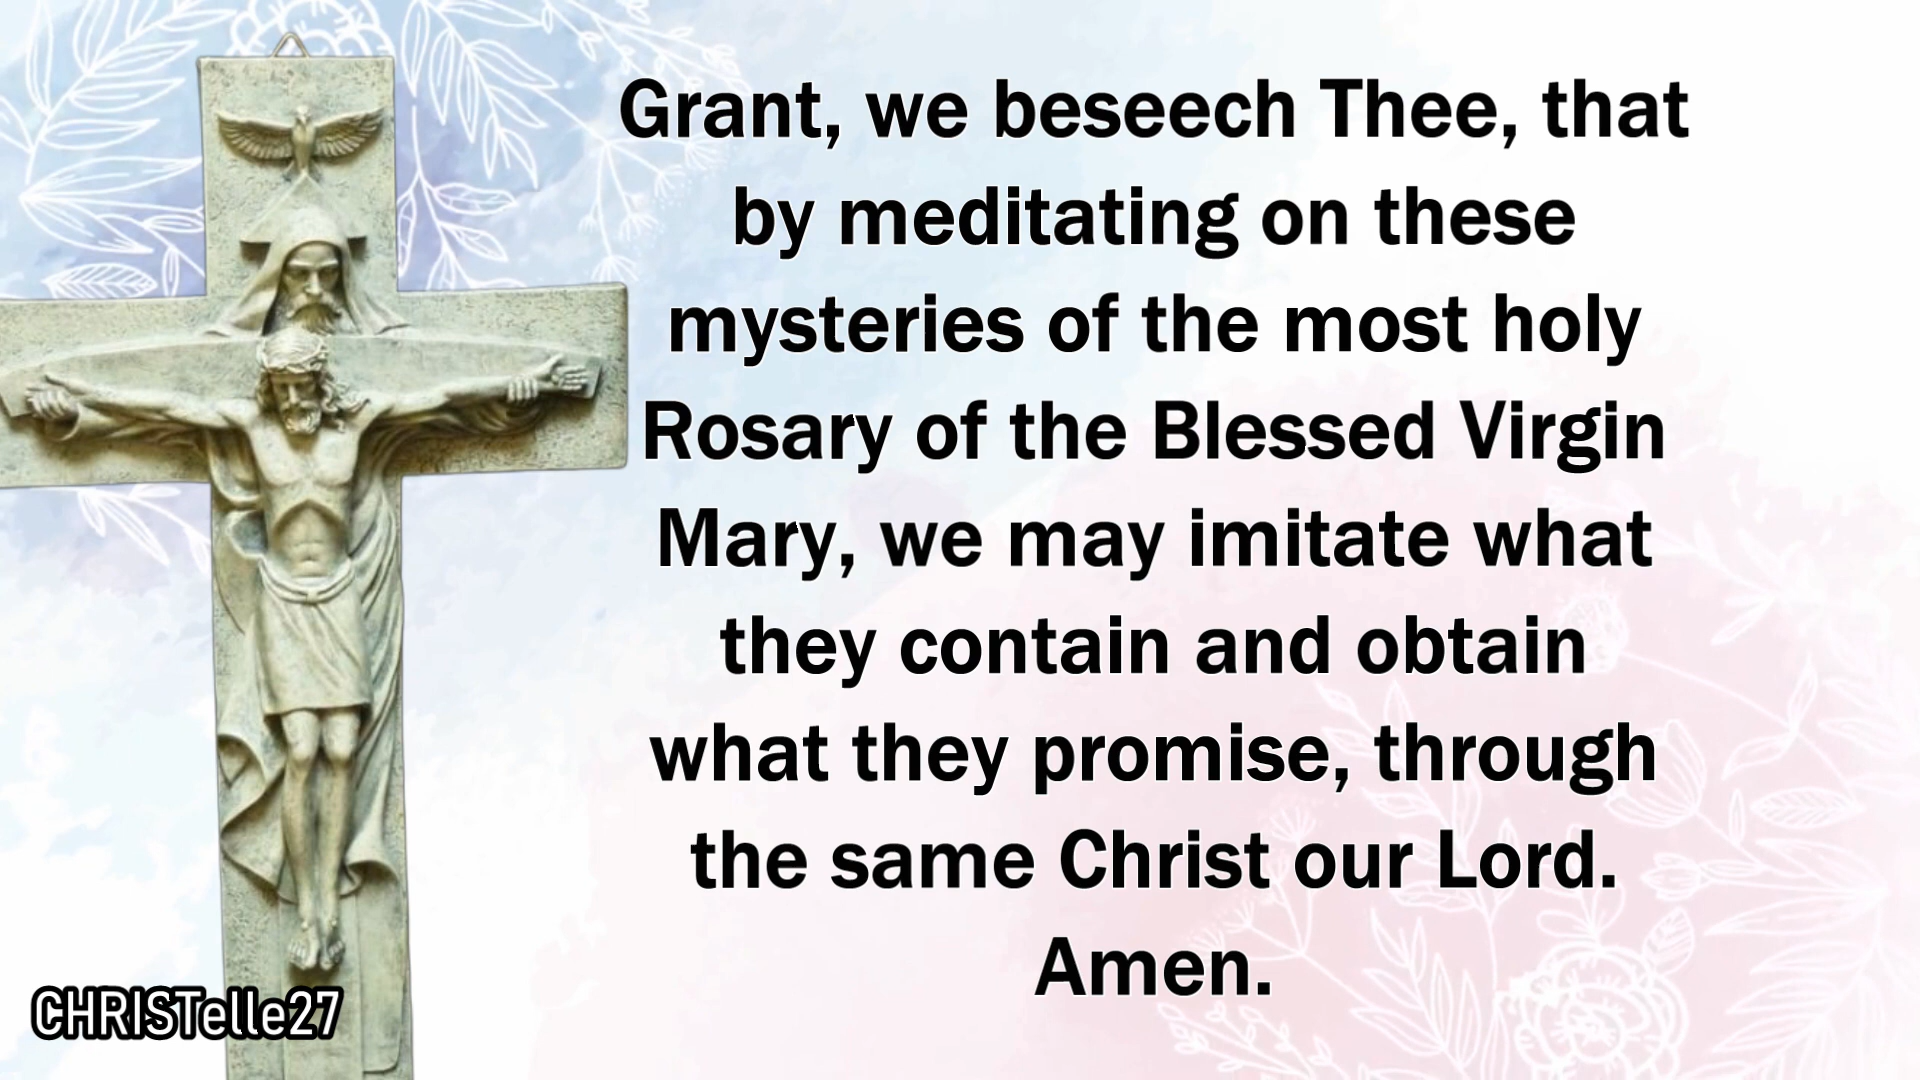 Grant, we beseech Thee, that
by meditating on these
mysteries of the most holy
Rosary of the Blessed Virgin
Mary, we may imitate what
they contain and obtain
what they promise, through
the same Christ our Lord.
Amen.
CHRISTelle27